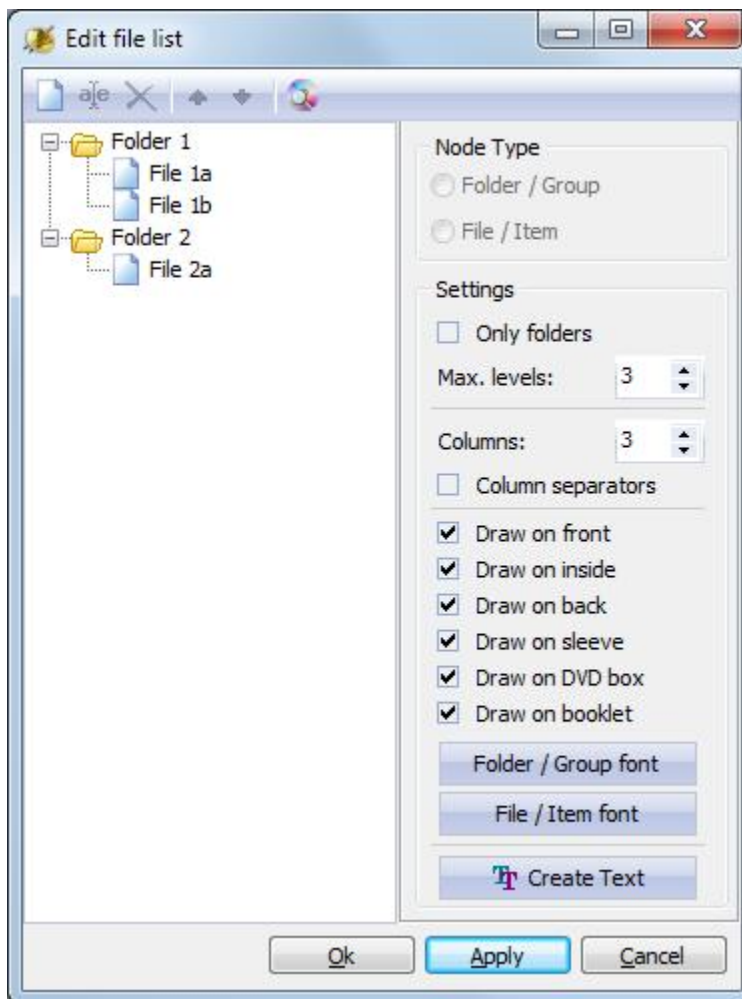 Edit file list
a|e
Folder 1
File 1a
File 1b
Folder 2
File 2a
Node Type
Folder / Group
File / Item
Settings
Only folders
Max. levels: 3
Columns: 3
Column separators
Draw on front
Draw on inside
Draw on back
Draw on sleeve
Draw on DVD box
Draw on booklet
Folder / Group font
File / Item font
Create Text
Ok Apply Cancel